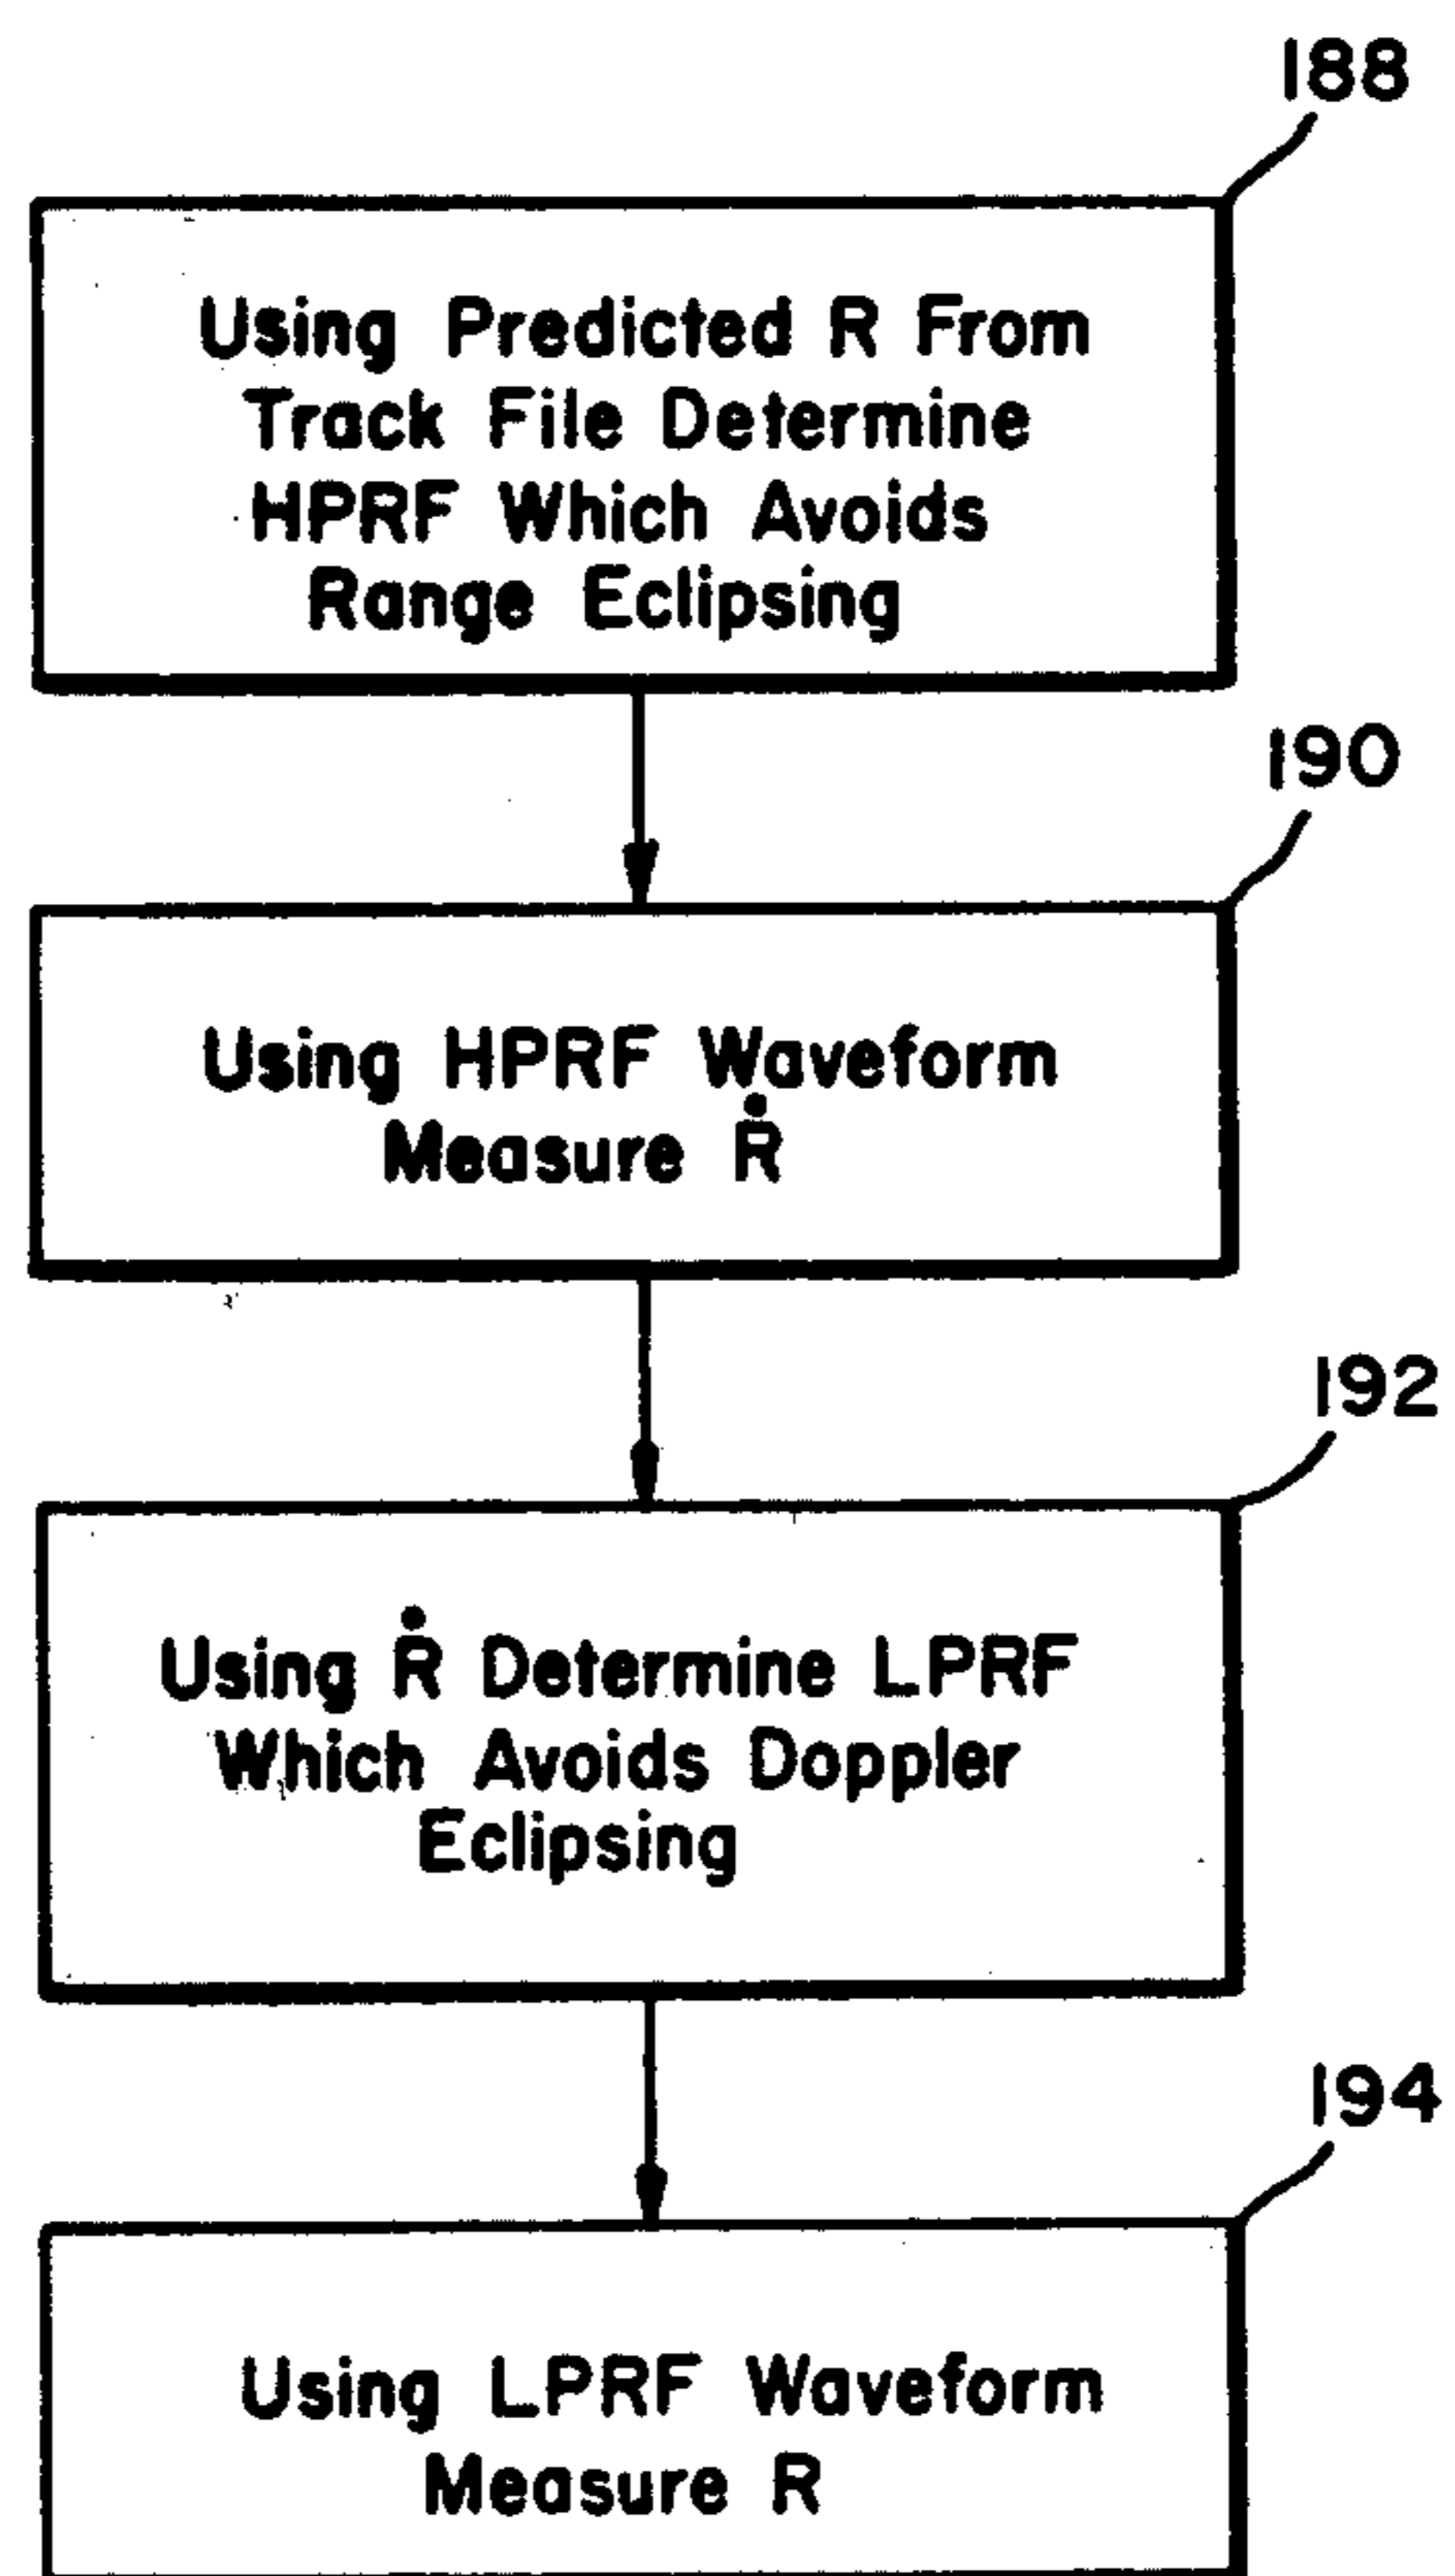 188
Using Predicted R From
Track File Determine
HPRF Which Avoids
Range Eclipsing
190
Using HPRF Waveform
Measure Ṙ
192
Using Ṙ Determine LPRF
Which Avoids Doppler
Eclipsing
194
Using LPRF Waveform
Measure R